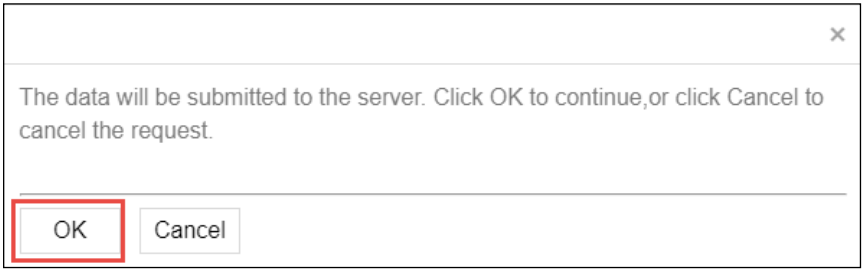 ×
The data will be submitted to the server. Click OK to continue,or click Cancel to
cancel the request.
OK Cancel